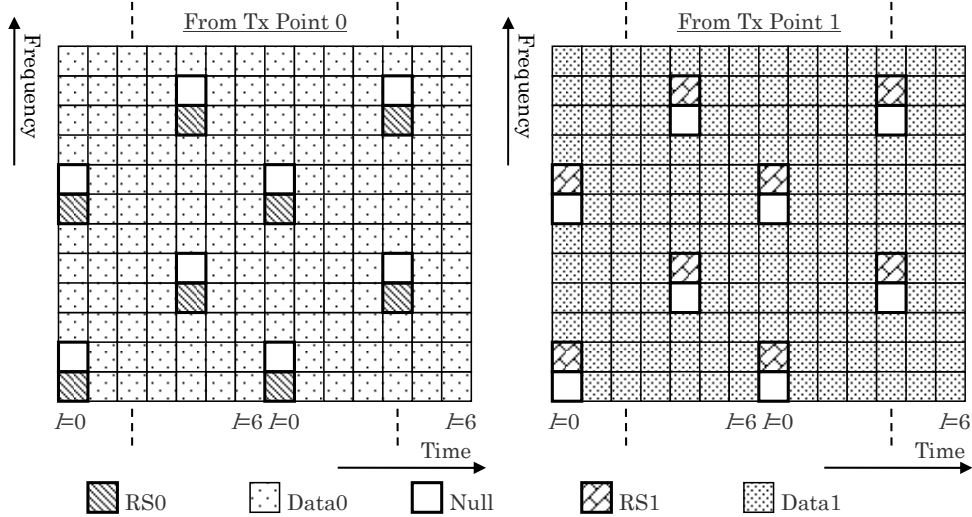 From Tx Point 0
From Tx Point 1
Frequency
Frequency
l=0
l=6
l=0
l=6
l=0
l=6
l=0
l=6
Time
Time
RS0
Data0
Null
RS1
Data1